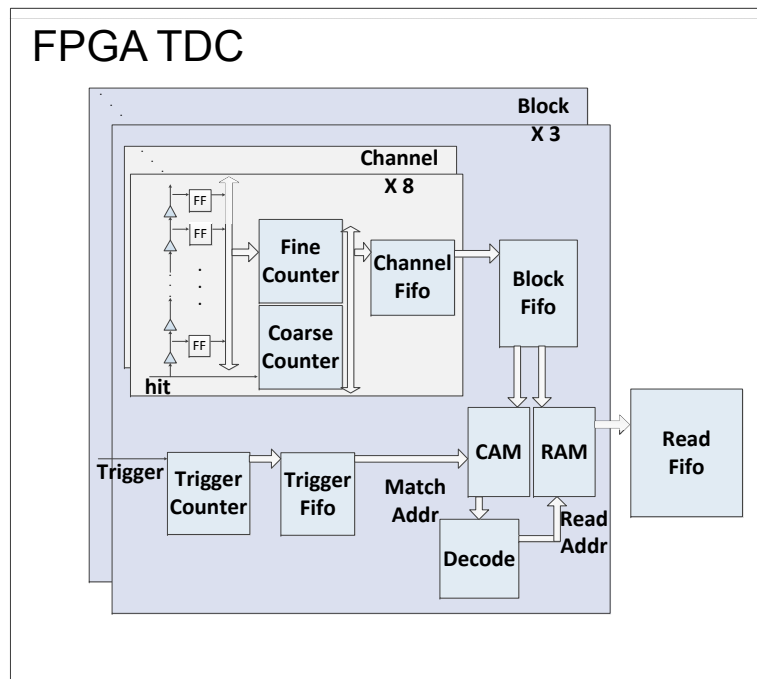 FPGA TDC
Block
X 3
Channel
X 8
FF
FF
FF
Fine
Counter
Coarse
Counter
Channel
Fifo
Block
Fifo
hit
Trigger
Trigger
Counter
Trigger
Fifo
Match
Addr
CAM
RAM
Read
Fifo
Decode
Read
Addr